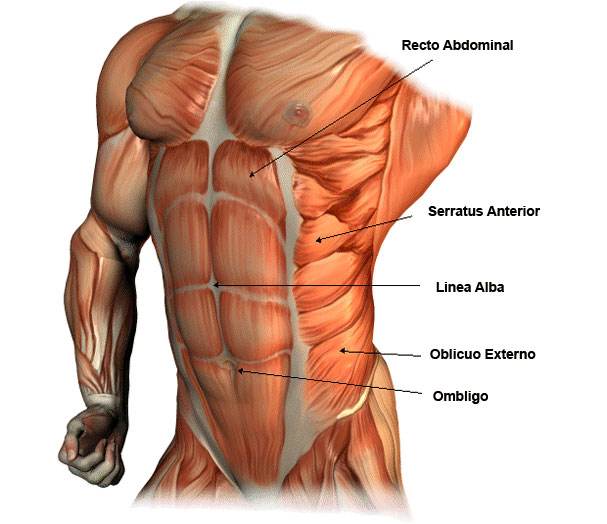 Recto Abdominal
Serratus Anterior
Linea Alba
Oblicuo Externo
Ombligo